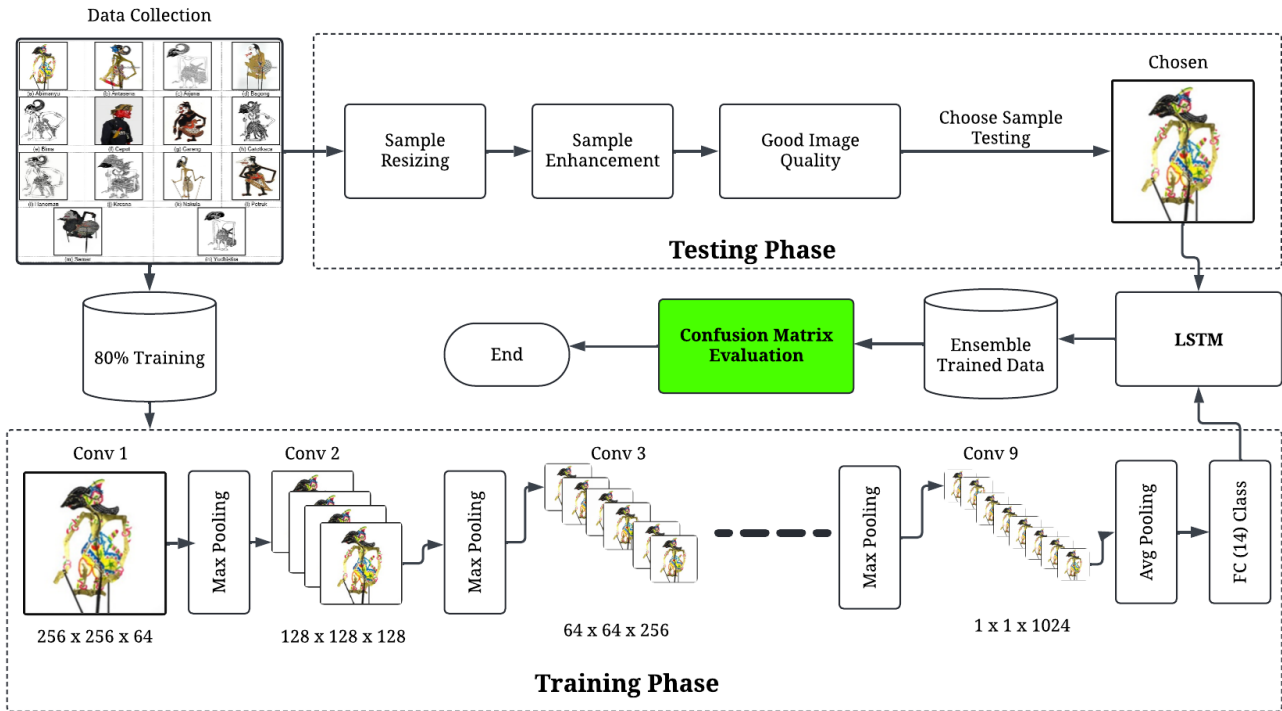 Data Collection
(a) Abimanyu
(b) Antasena
(c) Arjuna
(d) Bagong
(e) Bima
(f) Cepot
(g) Gareng
(h) Gatotkaca
(i) Hanoman
(j) Kresna
(k) Nakula
(l) Petruk
(m) Semar
Sample
Resizing
Sample
Enhancement
Good Image
Quality
Choose Sample
Testing
Chosen
Testing Phase
80% Training
End
Confusion Matrix
Evaluation
Ensemble
Trained Data
LSTM
Conv 1
Max Pooling
Conv 2
Max Pooling
Conv 3
Max Pooling
Conv 9
Avg Pooling
FC (14) Class
256 x 256 x 64
128 x 128 x 128
64 x 64 x 256
1 x 1 x 1024
Training Phase